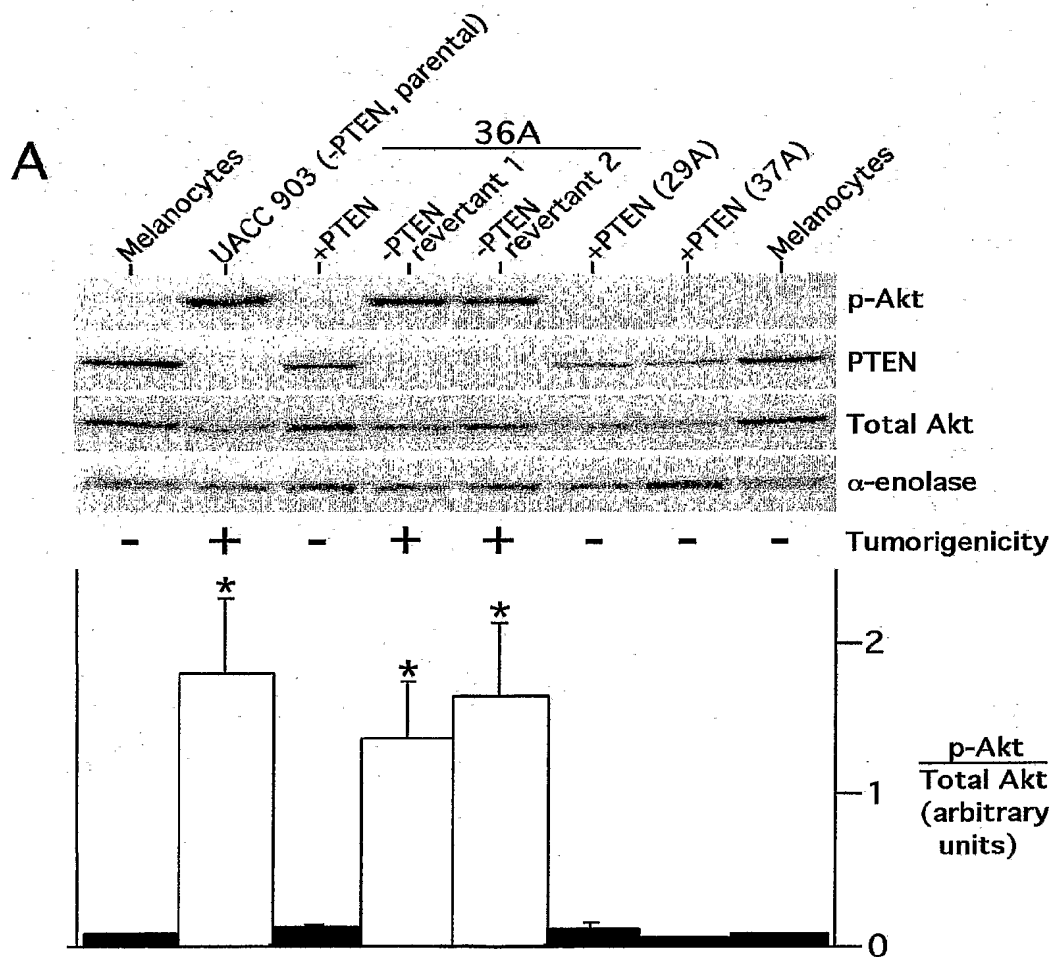 A
36A
Melanocytes
UACC 903 (-PTEN, parental)
+PTEN
-PTEN
revertant 1
-PTEN
revertant 2
+PTEN (29A)
+PTEN (37A)
Melanocytes
p-Akt
PTEN
Total Akt
α-enolase
- + - + + - - - Tumorigenicity
* * *
2
1
0
p-Akt
Total Akt
(arbitrary
units)